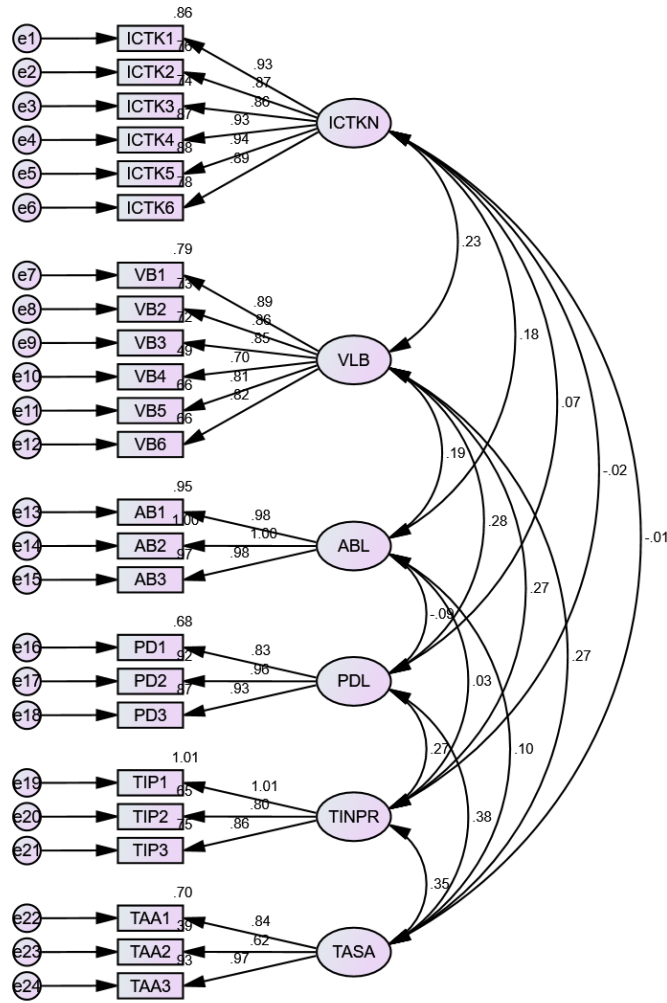 .86
e1 ICTK1
.76
.93
e2 ICTK2
.87
.74
e3 ICTK3
.86
.87
ICTKN
e4 ICTK4
.93
.88
e5 ICTK5
.94
.78
e6 ICTK6
.89
.23
.79
e7 VB1
.73
.89
e8 VB2
.86
.72
e9 VB3
.85
.49
VLB
e10 VB4
.70
.66
e11 VB5
.81
.66
e12 VB6
.82
.18
.07
-.02
.19
.95
e13 AB1
1.00
.98
e14 AB2
1.00
.97
ABL
e15 AB3
.98
.28
-.01
.27
-.09
.68
e16 PD1
.92
.83
e17 PD2
.96
.87
PDL
e18 PD3
.93
.27
.03
.27
.10
1.01
e19 TIP1
.65
1.01
e20 TIP2
.80
.75
TINPR
e21 TIP3
.86
.38
.35
.70
e22 TAA1
.39
.84
e23 TAA2
.62
.93
TASA
e24 TAA3
.97